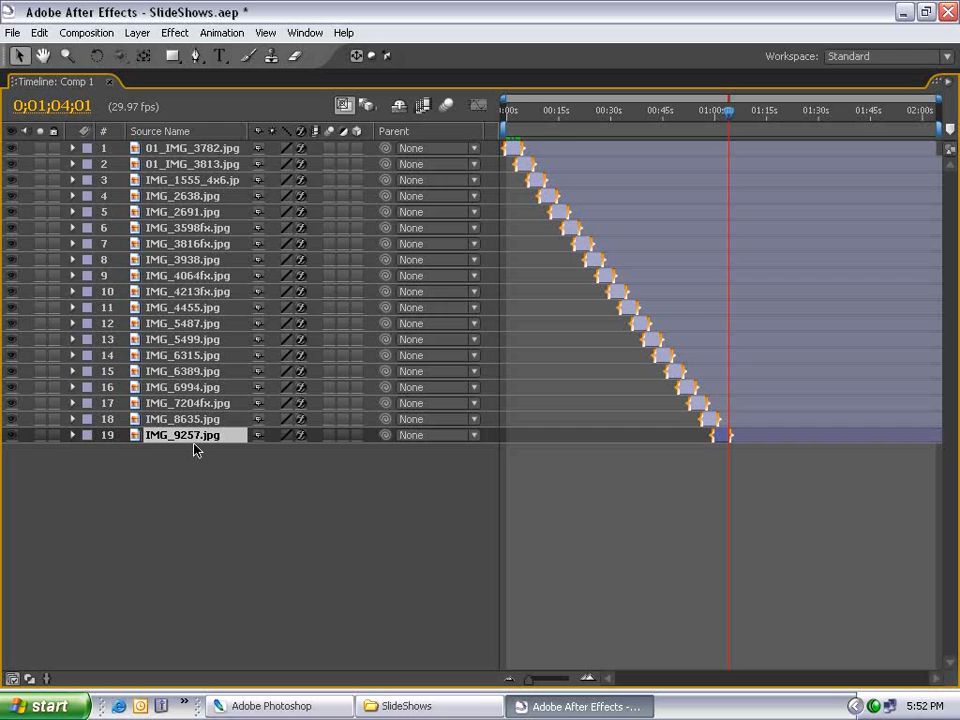 Adobe After Effects - SlideShows.aep *
File Edit Composition Layer Effect Animation View Window Help
Workspace: Standard
Timeline: Comp 1 ×
0;01;04;01 (29.97 fps)
:00s 00:15s 00:30s 00:45s 01:00s 01:15s 01:30s 01:45s 02:00s
# Source Name Parent
1 01_IMG_3782.jpg None
2 01_IMG_3813.jpg None
3 IMG_1555_4x6.jp None
4 IMG_2638.jpg None
5 IMG_2691.jpg None
6 IMG_3598fx.jpg None
7 IMG_3816fx.jpg None
8 IMG_3938.jpg None
9 IMG_4064fx.jpg None
10 IMG_4213fx.jpg None
11 IMG_4455.jpg None
12 IMG_5487.jpg None
13 IMG_5499.jpg None
14 IMG_6315.jpg None
15 IMG_6389.jpg None
16 IMG_6994.jpg None
17 IMG_7204fx.jpg None
18 IMG_8635.jpg None
19 IMG_9257.jpg None
start Adobe Photoshop SlideShows Adobe After Effects -... 5:52 PM